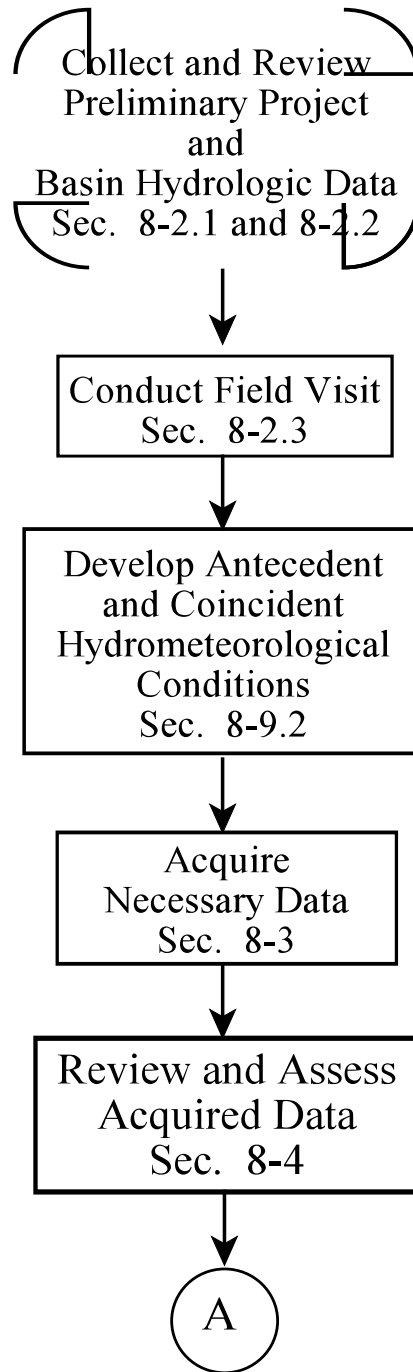 Collect and Review
Preliminary Project
and
Basin Hydrologic Data
Sec. 8-2.1 and 8-2.2
Conduct Field Visit
Sec. 8-2.3
Develop Antecedent
and Coincident
Hydrometeorological
Conditions
Sec. 8-9.2
Acquire
Necessary Data
Sec. 8-3
Review and Assess
Acquired Data
Sec. 8-4
A